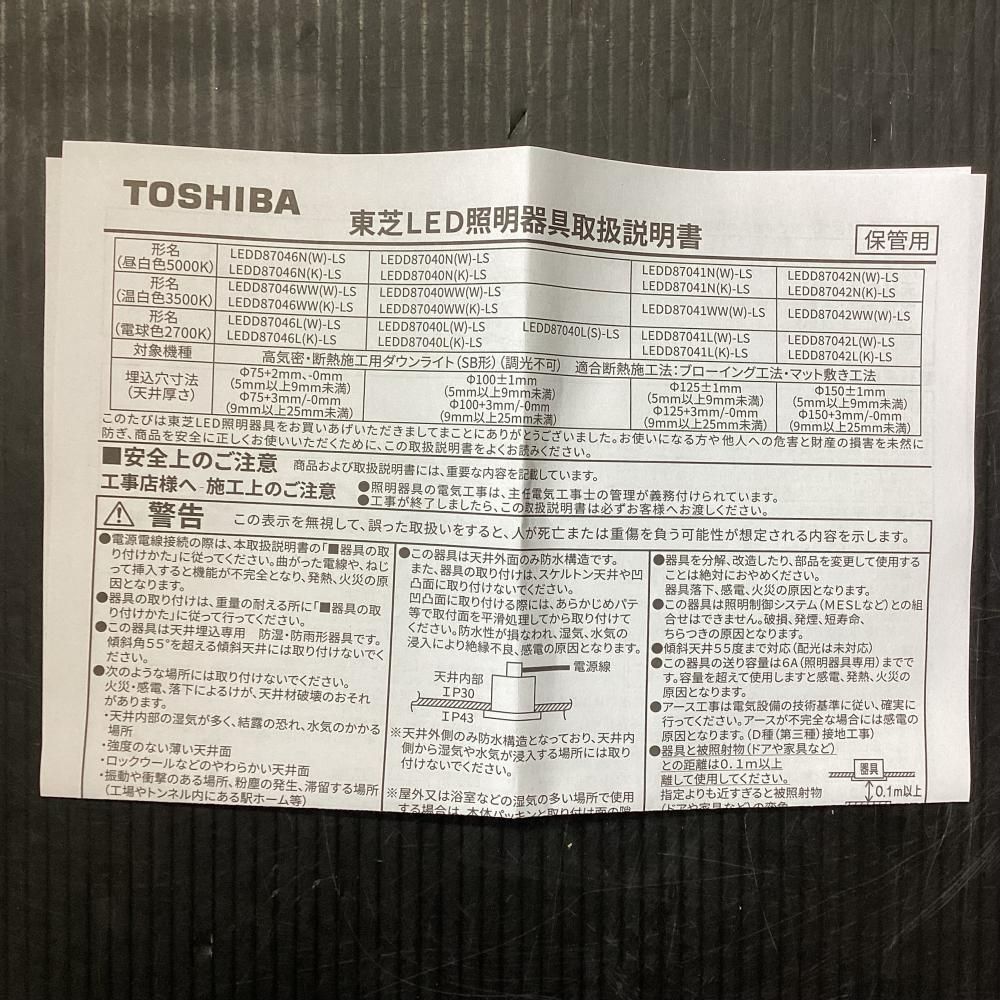 TOSHIBA
東芝LED照明器具取扱説明書
保管用
形名
(昼白色5000K)
LEDD87046N(W)-LS
LEDD87046N(K)-LS
LEDD87040N(W)-LS
LEDD87040N(K)-LS
LEDD87041N(W)-LS
LEDD87041N(K)-LS
LEDD87042N(W)-LS
LEDD87042N(K)-LS
形名
(温白色3500K)
LEDD87046WW(W)-LS
LEDD87046WW(K)-LS
LEDD87040WW(W)-LS
LEDD87040WW(K)-LS
LEDD87041WW(W)-LS
LEDD87042WW(W)-LS
形名
(電球色2700K)
LEDD87046L(W)-LS
LEDD87046L(K)-LS
LEDD87040L(W)-LS
LEDD87040L(K)-LS
LEDD87040L(S)-LS
LEDD87041L(W)-LS
LEDD87041L(K)-LS
LEDD87042L(W)-LS
LEDD87042L(K)-LS
対象機種
高気密・断熱施工用ダウンライト(SB形)(調光不可) 適合断熱施工法:ブローイング工法・マット敷き工法
埋込穴寸法
(天井厚さ)
Φ75+2mm、-0mm
(5mm以上9mm未満)
Φ75+3mm/-0mm
(9mm以上25mm未満)
Φ100±1mm
(5mm以上9mm未満)
Φ100+3mm/-0mm
(9mm以上25mm未満)
Φ125±1mm
(5mm以上9mm未満)
Φ125+3mm/-0mm
(9mm以上25mm未満)
Φ150±1mm
(5mm以上9mm未満)
Φ150+3mm/-0mm
(9mm以上25mm未満)
このたびは東芝LED照明器具をお買いあげいただきましてまことにありがとうございました。お使いになる方や他人への危害と財産の損害を未然に
防ぎ、商品を安全に正しくお使いいただくために、この取扱説明書をよくお読みください。
■安全上のご注意 商品および取扱説明書には、重要な内容を記載しています。
工事店様へ-施工上のご注意
●照明器具の電気工事は、主任電気工事士の管理が義務付けられています。
●工事が終了しましたら、この取扱説明書は必ずお客様へお渡しください。
警告 この表示を無視して、誤った取扱いをすると、人が死亡または重傷を負う可能性が想定される内容を示します。
●電源電線接続の際は、本取扱説明書の「■器具の取
り付けかた」に従ってください。曲がった電線や、ねじ
って挿入すると機能が不完全となり、発熱、火災の原
因となります。
●器具の取り付けは、重量の耐える所に「■器具の取
り付けかた」に従って行ってください。
●この器具は天井埋込専用 防湿・防雨形器具です。
傾斜角55°を超える傾斜天井には取り付けないでく
ださい。
●次のような場所には取り付けないでください。
火災・感電、落下によるけが、天井材破壊のおそれ
があります。
・天井内部の湿気が多く、結露の恐れ、水気のかかる
場所
・強度のない薄い天井面
・ロックウールなどのやわらかい天井面
・振動や衝撃のある場所、粉塵の発生、滞留する場所
(工場やトンネル内にある駅ホーム等)
●この器具は天井外面のみ防水構造です。
また、器具の取り付けは、スケルトン天井や凹
凸面に取り付けないでください。
凹凸面に取り付ける際には、あらかじめパテ
等で取付面を平滑処理してから取り付けて
ください。防水性が損なわれ、湿気、水気の
浸入により絶縁不良、感電の原因となります。
電源線
天井内部
IP30
IP43
※天井外側のみ防水構造となっており、天井内
側から湿気や水気が浸入する場所には取り
付けないでください。
※屋外又は浴室などの湿気の多い場所で使用
する場合は、本体パッキンと取り付け面の隙
●器具を分解、改造したり、部品を変更して使用する
ことは絶対におやめください。
器具落下、感電、火災の原因となります。
●この器具は照明制御システム(MESLなど)との組
合せはできません。破損、発煙、短寿命、
ちらつきの原因となります。
●傾斜天井55度まで対応(配光は未対応)
●この器具の送り容量は6A(照明器具専用)までで
す。容量を超えて使用しますと感電、発熱、火災の
原因となります。
●アース工事は電気設備の技術基準に従い、確実に
行ってください。アースが不完全な場合には感電の
原因となります。(D種(第三種)接地工事)
●器具と被照射物(ドアや家具など)
との距離は0.1m以上
離して使用してください。
指定よりも近すぎると被照射物
(ドアや家具など)の変色
器具
0.1m以上